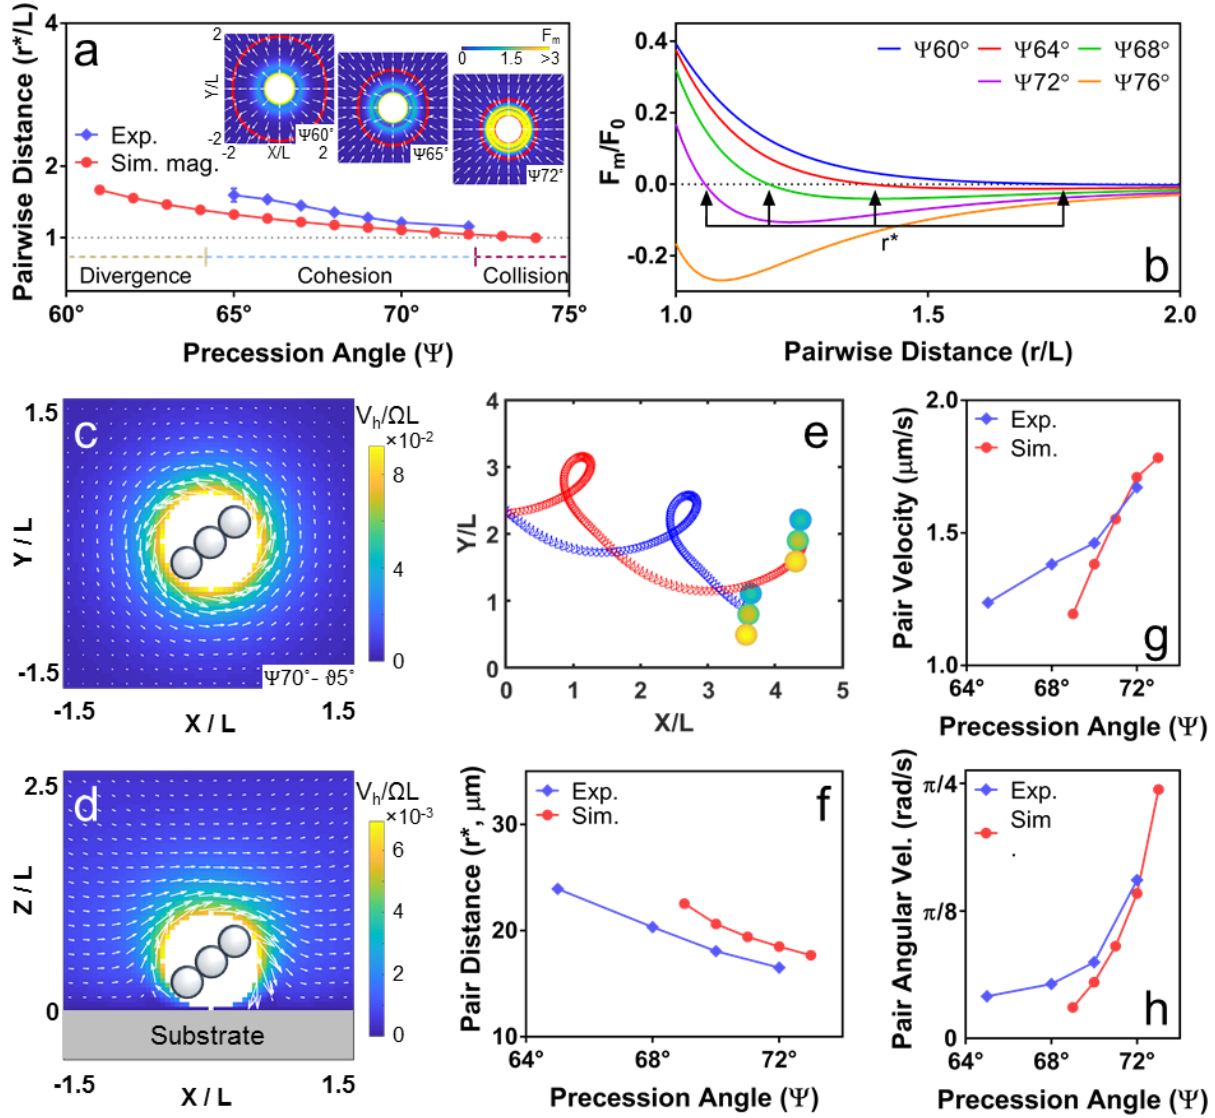 a
Pairwise Distance (r*/L)
4
2
1
Exp.
Sim. mag.
2
Y/L
-2
-2
X/L
2
Ψ60°
Ψ65°
Ψ72°
Fm
0
1.5
>3
Divergence
Cohesion
Collision
60°
65°
70°
75°
Precession Angle (Ψ)
b
Fm/F0
0.4
0.2
0.0
-0.2
Ψ60°
Ψ64°
Ψ68°
Ψ72°
Ψ76°
r*
1.0
1.5
2.0
Pairwise Distance (r/L)
c
1.5
Y / L
-1.5
-1.5
X / L
1.5
Ψ70°- ϑ5°
Vh/ΩL
×10-2
8
4
0
e
4
3
2
1
0
Y/L
0
1
2
3
4
5
X/L
g
Pair Velocity (μm/s)
2.0
1.5
1.0
Exp.
Sim.
64°
68°
72°
Precession Angle (Ψ)
d
2.5
Z / L
0
Substrate
-1.5
X / L
1.5
Vh/ΩL
×10-3
6
4
2
0
f
Pair Distance (r*, μm)
30
20
10
Exp.
Sim.
64°
68°
72°
Precession Angle (Ψ)
h
Pair Angular Vel. (rad/s)
π/4
π/8
0
Exp.
Sim
.
64°
68°
72°
Precession Angle (Ψ)